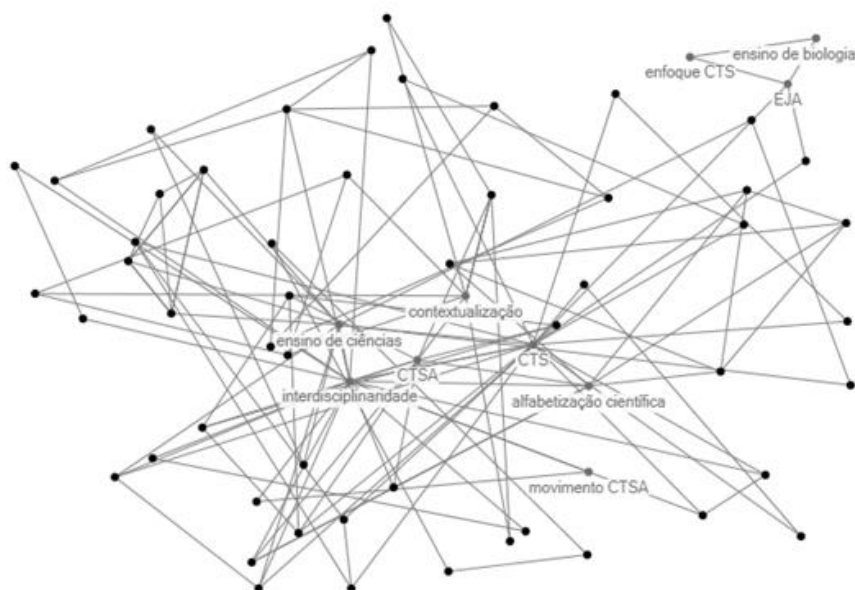 ensino de biologia
enfoque CTS
EJA
contextualização
ensino de ciências
CTS
CTSA
interdisciplinaridade
alfabetização científica
movimento CTSA